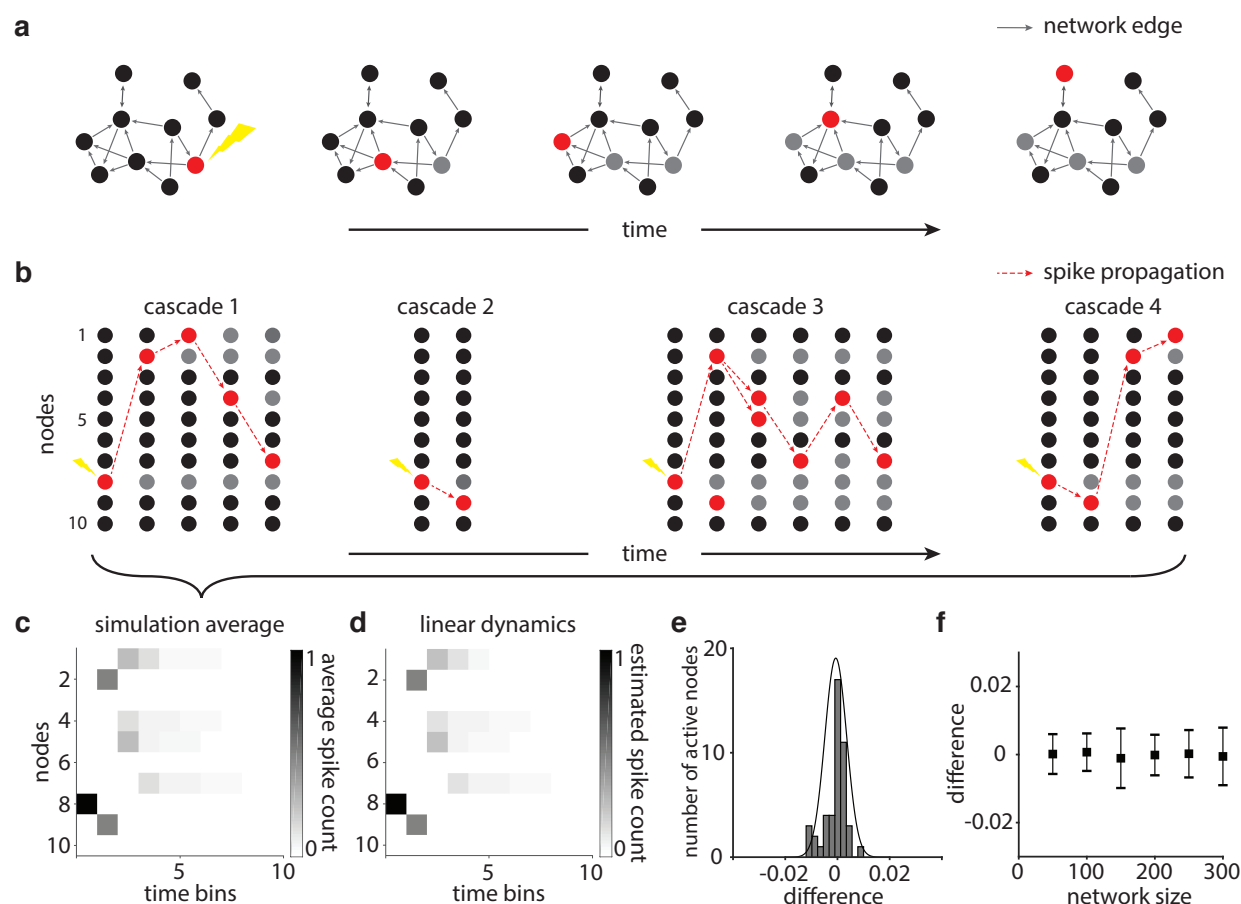 a
network edge
time
b
spike propagation
cascade 1
cascade 2
cascade 3
cascade 4
nodes
1
5
10
time
c
simulation average
nodes
2
4
6
8
10
5
10
time bins
1
0
average spike count
d
linear dynamics
2
4
6
8
10
5
10
time bins
1
0
estimated spike count
e
number of active nodes
20
10
0
-0.02
0
0.02
difference
f
difference
0.02
0
-0.02
0
100
200
300
network size